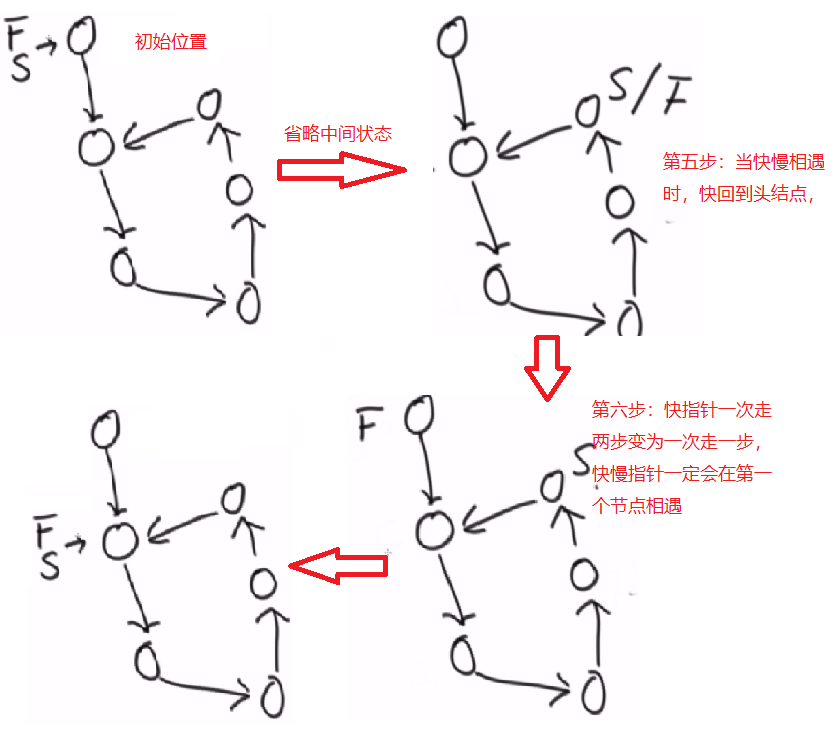 F
S
初始位置
省略中间状态
S/F
第五步：当快慢相遇
时，快回到头结点，
第六步：快指针一次走
两步变为一次走一步，
快慢指针一定会在第一
个节点相遇
F
S
F
S